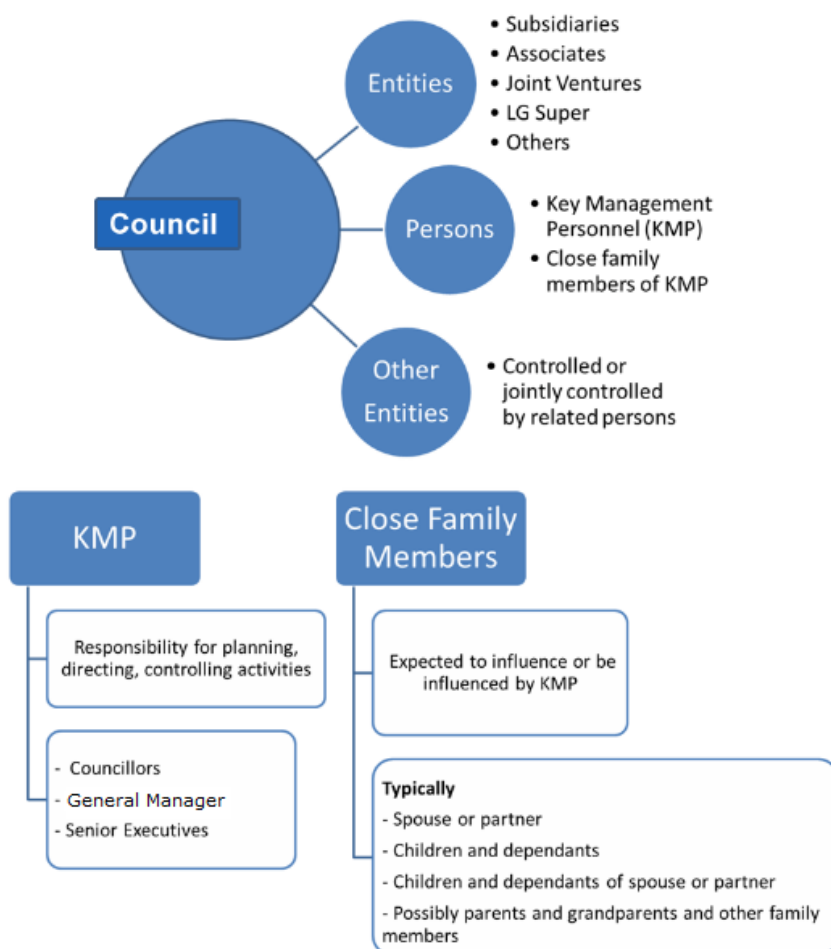 Council
Entities
• Subsidiaries
• Associates
• Joint Ventures
• LG Super
• Others
Persons
• Key Management
Personnel (KMP)
• Close family
members of KMP
Other
Entities
• Controlled or
jointly controlled
by related persons
KMP
Responsibility for planning,
directing, controlling activities
- Councillors
- General Manager
- Senior Executives
Close Family
Members
Expected to influence or be
influenced by KMP
Typically
- Spouse or partner
- Children and dependants
- Children and dependants of spouse or partner
- Possibly parents and grandparents and other family
members